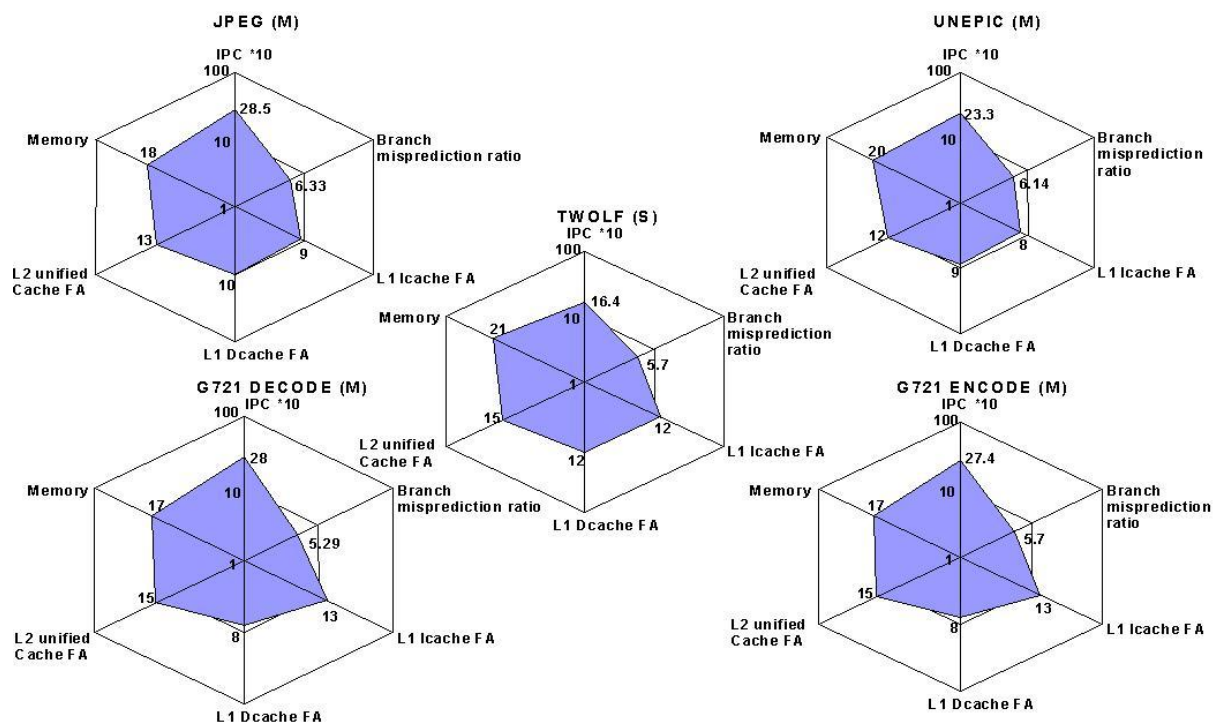 JPEG (M)
IPC *10
100
28.5
10
Memory
18
Branch
misprediction ratio
6.33
1
13
9
L2 unified
Cache FA
L1 Icache FA
10
L1 Dcache FA
UNEPIC (M)
IPC *10
100
23.3
10
Memory
20
Branch
misprediction
ratio
6.14
1
12
8
L2 unified
Cache FA
L1 Icache FA
9
L1 Dcache FA
TWOLF (S)
IPC *10
100
16.4
10
Memory
21
Branch
misprediction
ratio
5.7
1
15
12
L2 unified
Cache FA
L1 Icache FA
12
L1 Dcache FA
G721 DECODE (M)
IPC *10
100
28
10
Memory
17
Branch
misprediction ratio
5.29
1
15
13
L2 unified
Cache FA
L1 Icache FA
8
L1 Dcache FA
G721 ENCODE (M)
IPC *10
100
27.4
10
Memory
17
Branch
misprediction
ratio
5.7
1
15
13
L2 unified
Cache FA
L1 Icache FA
8
L1 Dcache FA